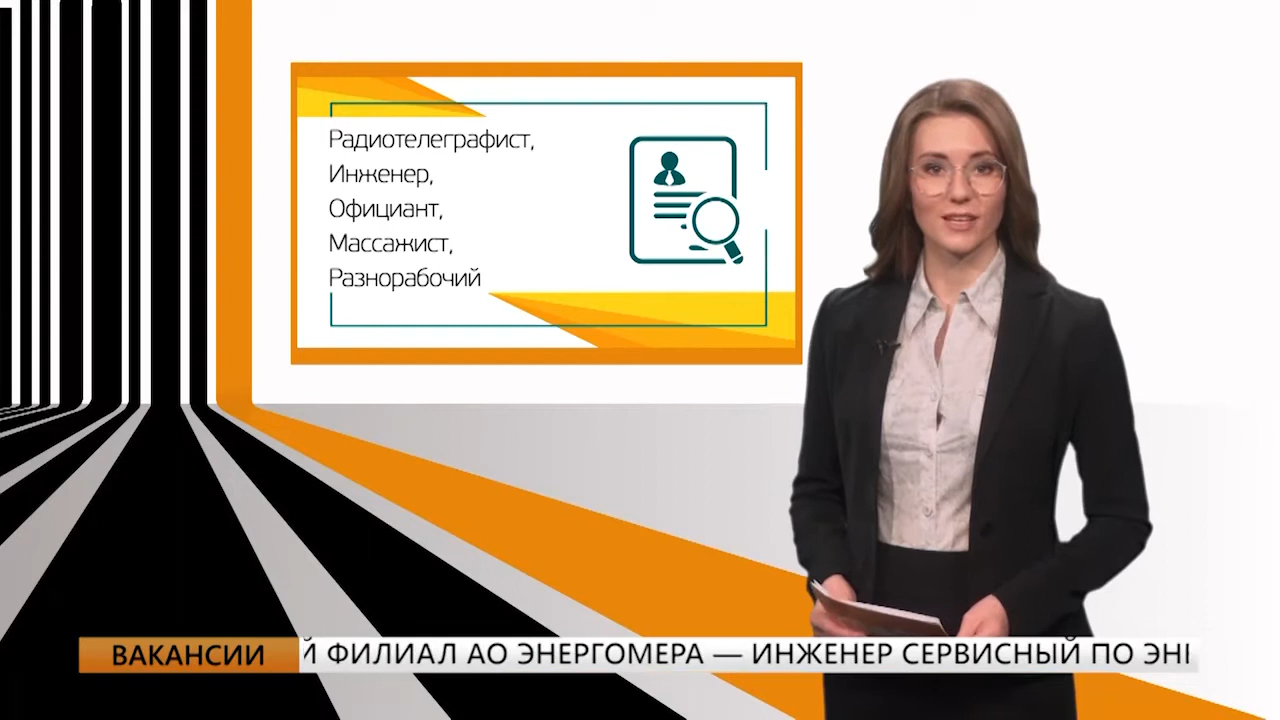 Радиотелеграфист,
Инженер,
Официант,
Массажист,
Разнорабочий
ВАКАНСИИ
Й ФИЛИАЛ АО ЭНЕРГОМЕРА — ИНЖЕНЕР СЕРВИСНЫЙ ПО